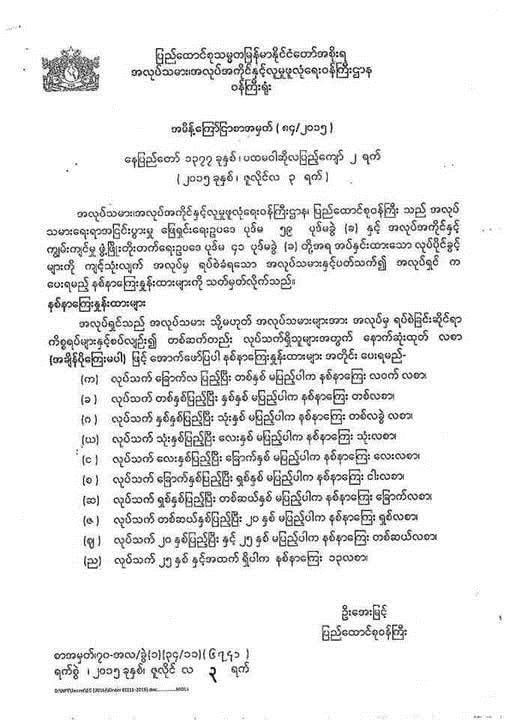 ပြည်ထောင်စုသမ္မတမြန်မာနိုင်ငံတော်အစိုးရ
အလုပ်သမား၊အလုပ်အကိုင်နှင့်လူမှုဖူလုံရေးဝန်ကြီးဌာန
ဝန်ကြီးရုံး
အမိန့်ကြော်ငြာစာအမှတ် ( ၈၄/၂၀၁၅ )
နေပြည်တော် ၁၃၇၇ ခုနှစ် ၊ ပထမဝါဆိုလပြည့်ကျော် ၂ ရက်
( ၂၀၁၅ ခုနှစ် ၊ ဇူလိုင်လ ၃ ရက် )
အလုပ်သမား၊အလုပ်အကိုင်နှင့်လူမှုဖူလုံရေးဝန်ကြီးဌာန၊ ပြည်ထောင်စုဝန်ကြီး သည် အလုပ်
သမားရေးရာအငြင်းပွားမှု ဖြေရှင်းရေးဥပဒေ ပုဒ်မ ၅၉ ပုဒ်မခွဲ (ခ) နှင့် အလုပ်အကိုင်
ကျွမ်းကျင်မှု ဖွံ့ဖြိုးတိုးတက်ရေးဥပဒေ ပုဒ်မ ၄၁ ပုဒ်မခွဲ (ခ) တို့အရ အပ်နှင်းထားသော လုပ်ပိုင်ခွင့်
များကို ကျင့်သုံးလျက် အလုပ်မှ ရပ်စဲခံရသော အလုပ်သမားနှင့်ပတ်သက်၍ အလုပ်ရှင် က
ပေးရမည့် နစ်နာကြေးနှုန်းထားများကို သတ်မှတ်လိုက်သည်။
နစ်နာကြေးနှုန်းထားများ
အလုပ်ရှင်သည် အလုပ်သမား သို့မဟုတ် အလုပ်သမားများအား အလုပ်မှ ရပ်စဲခြင်းဆိုင်ရာ
ကိစ္စရပ်များနှင့်စပ်လျဉ်း၍ တစ်ဆက်တည်း လုပ်သက်ရှိသူများအတွက် နောက်ဆုံးထုတ် လစာ
(အချိန်ပိုကြေးမပါ) ဖြင့် အောက်ဖော်ပြပါ နစ်နာကြေးနှုန်းထားများ အတိုင်း ပေးရမည်-
(က) လုပ်သက် ခြောက်လ ပြည့်ပြီး တစ်နှစ် မပြည့်ပါက နစ်နာကြေး လဝက် လစာ၊
(ခ ) လုပ်သက် တစ်နှစ်ပြည့်ပြီး နှစ်နှစ် မပြည့်ပါက နစ်နာကြေး တစ်လစာ၊
(ဂ ) လုပ်သက် နှစ်နှစ်ပြည့်ပြီး သုံးနှစ် မပြည့်ပါက နစ်နာကြေး တစ်လခွဲ လစာ၊
(ဃ) လုပ်သက် သုံးနှစ်ပြည့်ပြီး လေးနှစ် မပြည့်ပါက နစ်နာကြေး သုံးလစာ၊
(င ) လုပ်သက် လေးနှစ်ပြည့်ပြီး ခြောက်နှစ် မပြည့်ပါက နစ်နာကြေး လေးလစာ၊
(စ ) လုပ်သက် ခြောက်နှစ်ပြည့်ပြီး ရှစ်နှစ် မပြည့်ပါက နစ်နာကြေး ငါးလစာ၊
(ဆ) လုပ်သက် ရှစ်နှစ်ပြည့်ပြီး တစ်ဆယ်နှစ် မပြည့်ပါက နစ်နာကြေး ခြောက်လစာ၊
(ဇ ) လုပ်သက် တစ်ဆယ်နှစ်ပြည့်ပြီး ၂၀ နှစ် မပြည့်ပါက နစ်နာကြေး ရှစ်လစာ၊
(ဈ ) လုပ်သက် ၂၀ နှစ်ပြည့်ပြီး နှင့် ၂၅ နှစ် မပြည့်ပါက နစ်နာကြေး တစ်ဆယ်လစာ၊
(ည) လုပ်သက် ၂၅ နှစ် နှင့်အထက် ရှိပါက နစ်နာကြေး ၁၃လစာ၊
ဦးအေးမြင့်
ပြည်ထောင်စုဝန်ကြီး
စာအမှတ်၊၇၀-အလ/ခွဲ(၁)(၃၄/၁၁)( ၆၇၄၁ )
ရက်စွဲ ၊ ၂၀၁၅ ခုနှစ်၊ ဇူလိုင် လ ၃ ရက်